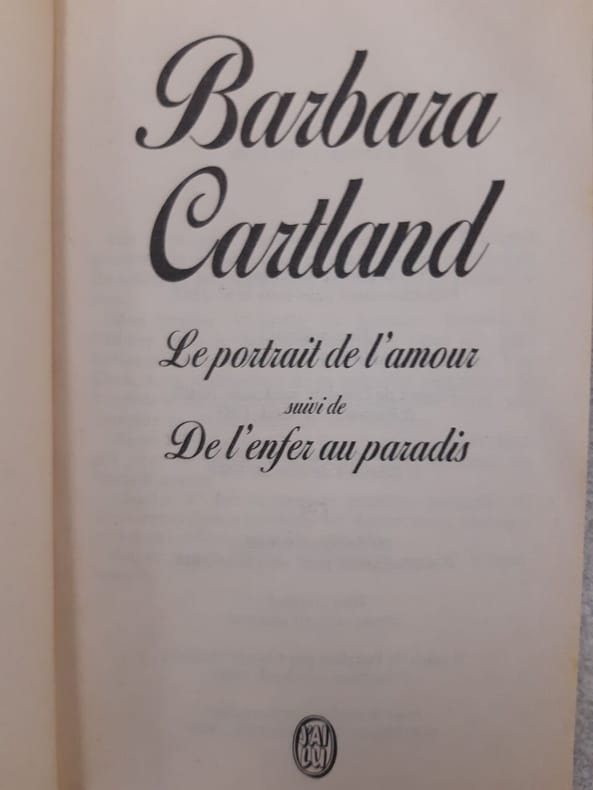 Barbara
Cartland
Le portrait de l'amour
suivi de
De l'enfer au paradis
J'AI
LU